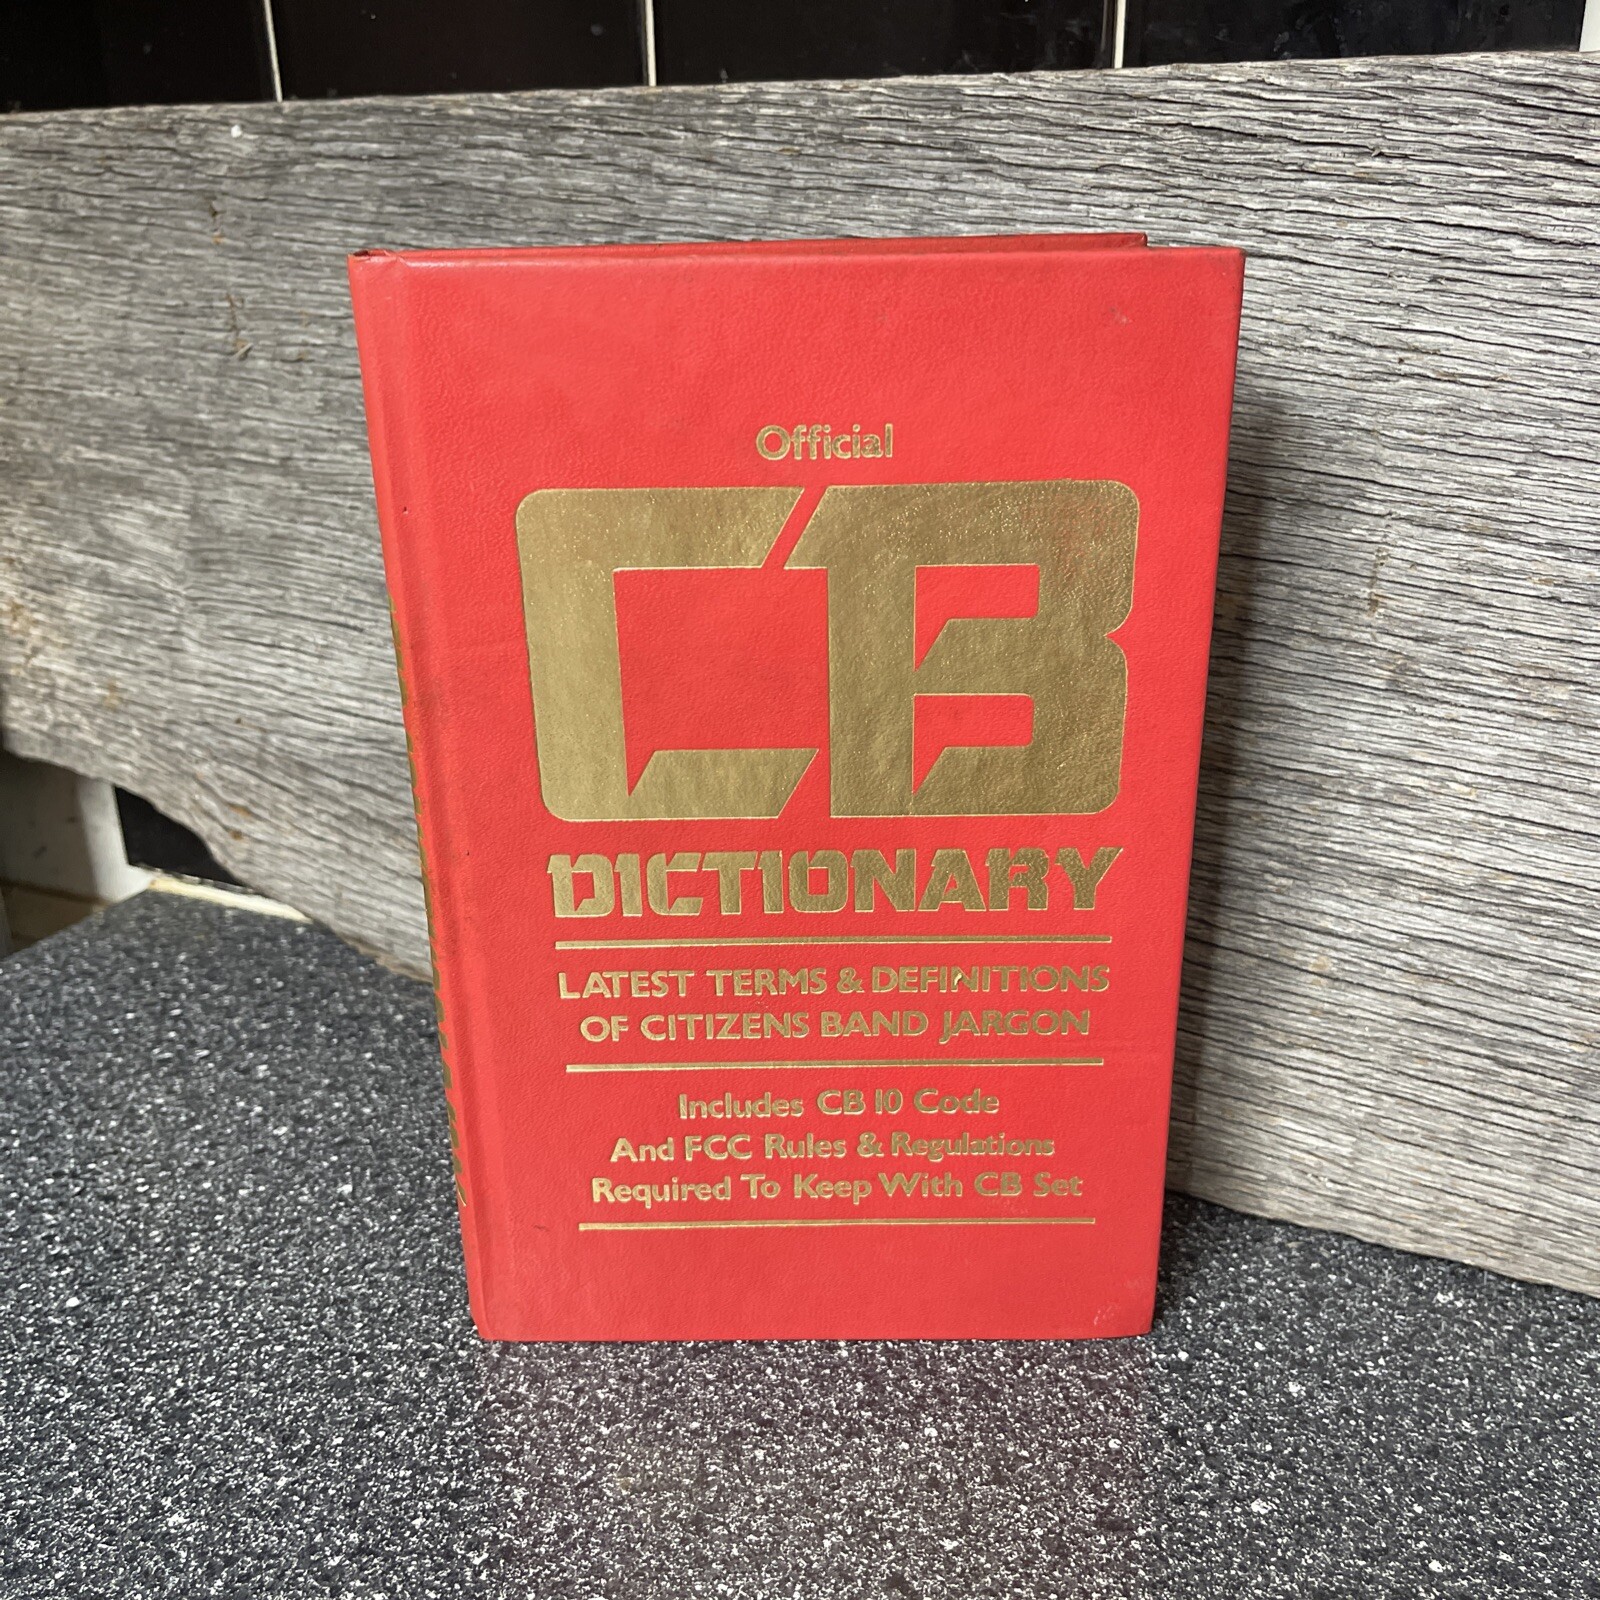 Official
CB
DICTIONARY
LATEST TERMS & DEFINITIONS
OF CITIZENS BAND JARGON
Includes CB 10 Code
And FCC Rules & Regulations
Required To Keep With CB Set